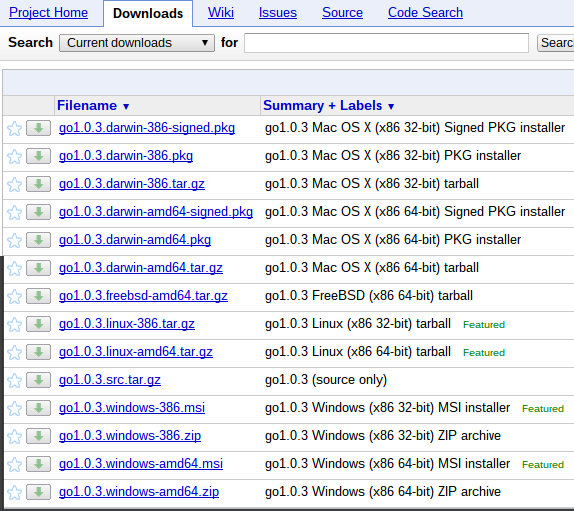 Project Home Downloads Wiki Issues Source Code Search
Search Current downloads for
Filename Summary + Labels
go1.0.3.darwin-386-signed.pkg go1.0.3 Mac OS X (x86 32-bit) Signed PKG installer
go1.0.3.darwin-386.pkg go1.0.3 Mac OS X (x86 32-bit) PKG installer
go1.0.3.darwin-386.tar.gz go1.0.3 Mac OS X (x86 32-bit) tarball
go1.0.3.darwin-amd64-signed.pkg go1.0.3 Mac OS X (x86 64-bit) Signed PKG installer
go1.0.3.darwin-amd64.pkg go1.0.3 Mac OS X (x86 64-bit) PKG installer
go1.0.3.darwin-amd64.tar.gz go1.0.3 Mac OS X (x86 64-bit) tarball
go1.0.3.freebsd-amd64.tar.gz go1.0.3 FreeBSD (x86 64-bit) tarball
go1.0.3.linux-386.tar.gz go1.0.3 Linux (x86 32-bit) tarball Featured
go1.0.3.linux-amd64.tar.gz go1.0.3 Linux (x86 64-bit) tarball Featured
go1.0.3.src.tar.gz go1.0.3 (source only)
go1.0.3.windows-386.msi go1.0.3 Windows (x86 32-bit) MSI installer Featured
go1.0.3.windows-386.zip go1.0.3 Windows (x86 32-bit) ZIP archive
go1.0.3.windows-amd64.msi go1.0.3 Windows (x86 64-bit) MSI installer Featured
go1.0.3.windows-amd64.zip go1.0.3 Windows (x86 64-bit) ZIP archive